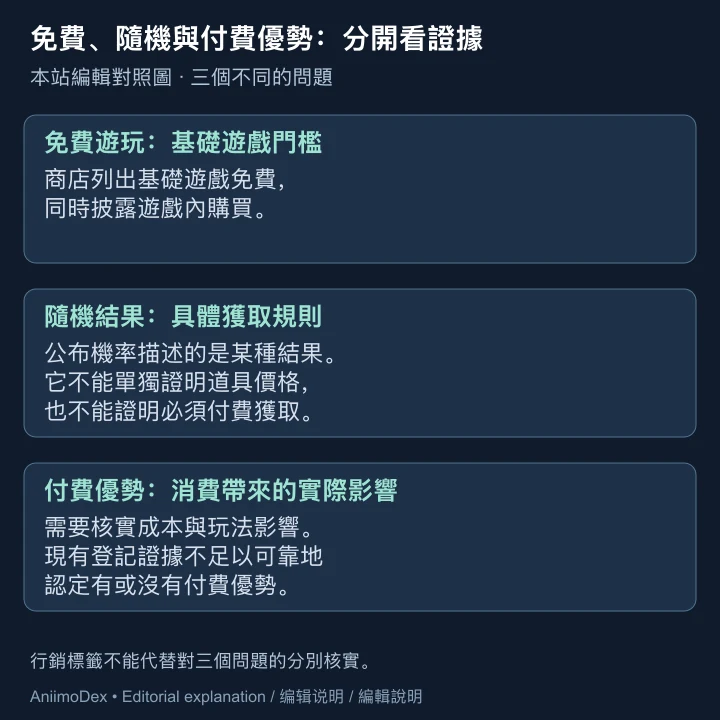 免費、隨機與付費優勢：分開看證據
本站編輯對照圖 · 三個不同的問題
免費遊玩：基礎遊戲門檻
商店列出基礎遊戲免費，
同時披露遊戲內購買。
隨機結果：具體獲取規則
公布機率描述的是某種結果。
它不能單獨證明道具價格，
也不能證明必須付費獲取。
付費優勢：消費帶來的實際影響
需要核實成本與玩法影響。
現有登記證據不足以可靠地
認定有或沒有付費優勢。
行銷標籤不能代替對三個問題的分別核實。
AniimoDex • Editorial explanation / 编辑说明 / 編輯說明